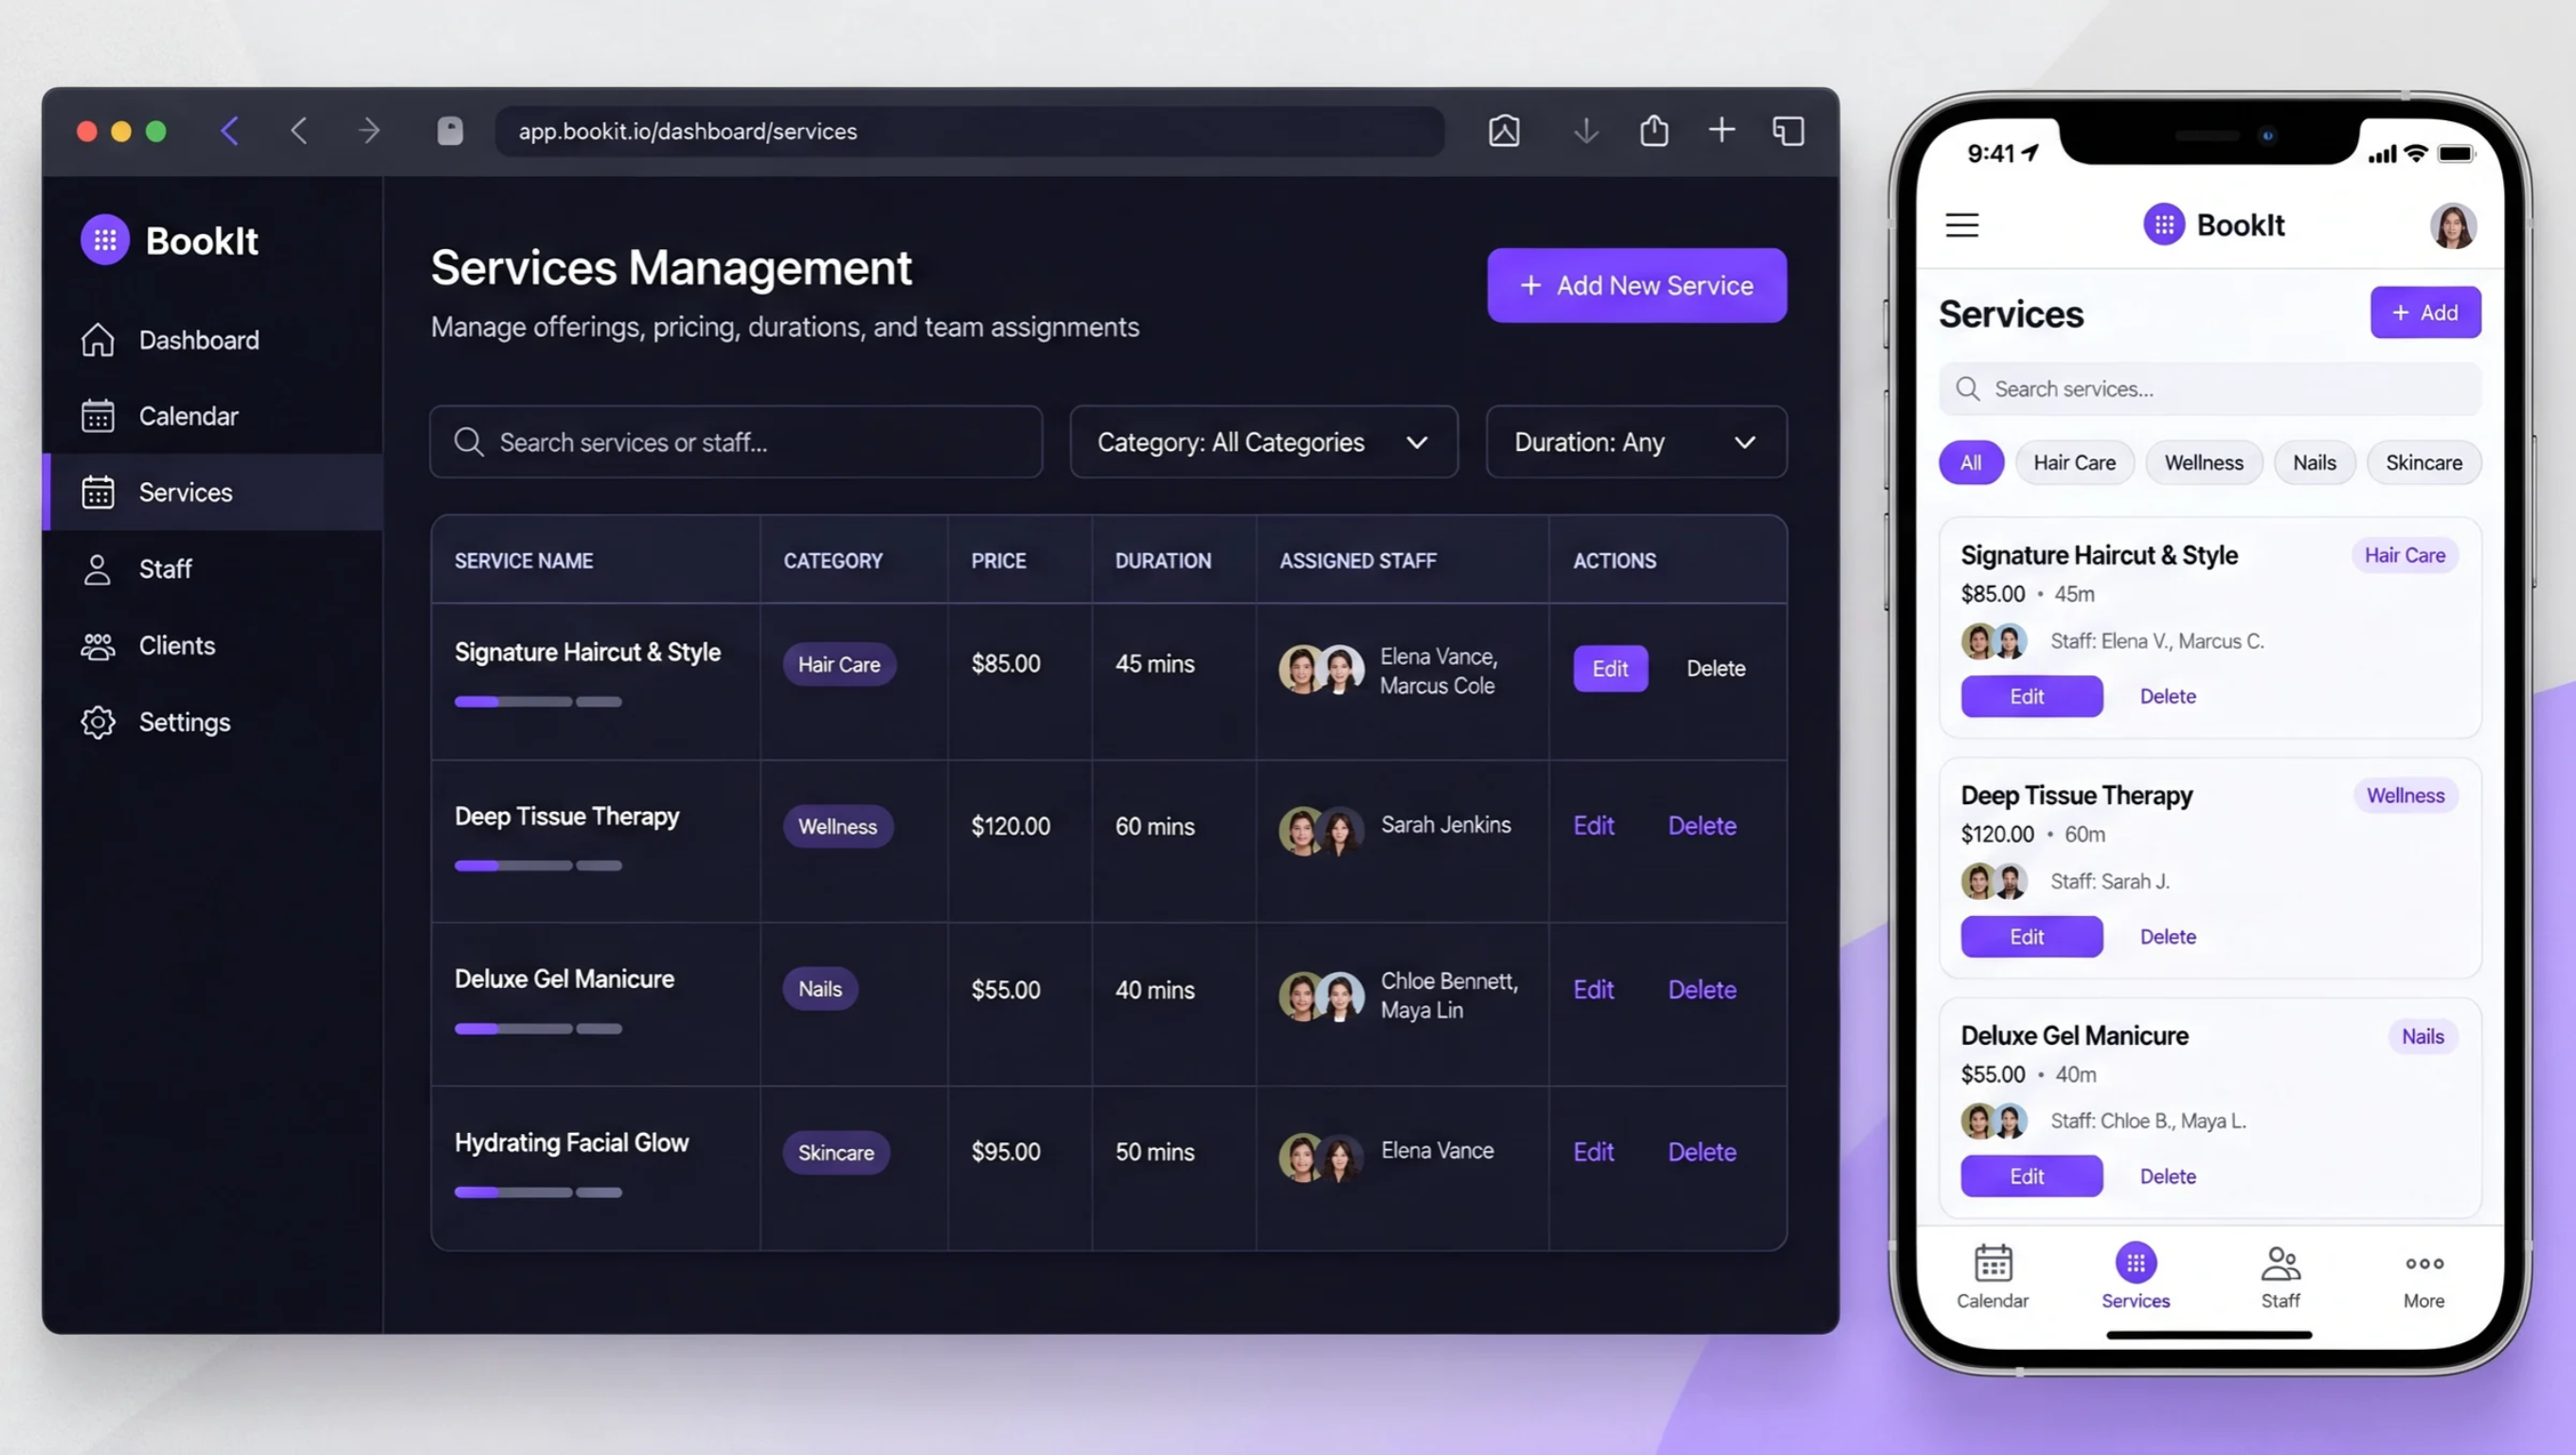 app.bookit.io/dashboard/services
BookIt
Dashboard
Calendar
Services
Staff
Clients
Settings
Services Management
Manage offerings, pricing, durations, and team assignments
+ Add New Service
Search services or staff...
Category: All Categories
Duration: Any
SERVICE NAME CATEGORY PRICE DURATION ASSIGNED STAFF ACTIONS
Signature Haircut & Style Hair Care $85.00 45 mins Elena Vance, Edit Delete
Marcus Cole
Deep Tissue Therapy Wellness $120.00 60 mins Sarah Jenkins Edit Delete
Deluxe Gel Manicure Nails $55.00 40 mins Chloe Bennett, Edit Delete
Maya Lin
Hydrating Facial Glow Skincare $95.00 50 mins Elena Vance Edit Delete
9:41
BookIt
Services + Add
Search services...
All Hair Care Wellness Nails Skincare
Signature Haircut & Style Hair Care
$85.00 • 45m
Staff: Elena V., Marcus C.
Edit Delete
Deep Tissue Therapy Wellness
$120.00 • 60m
Staff: Sarah J.
Edit Delete
Deluxe Gel Manicure Nails
$55.00 • 40m
Staff: Chloe B., Maya L.
Edit Delete
Calendar Services Staff More